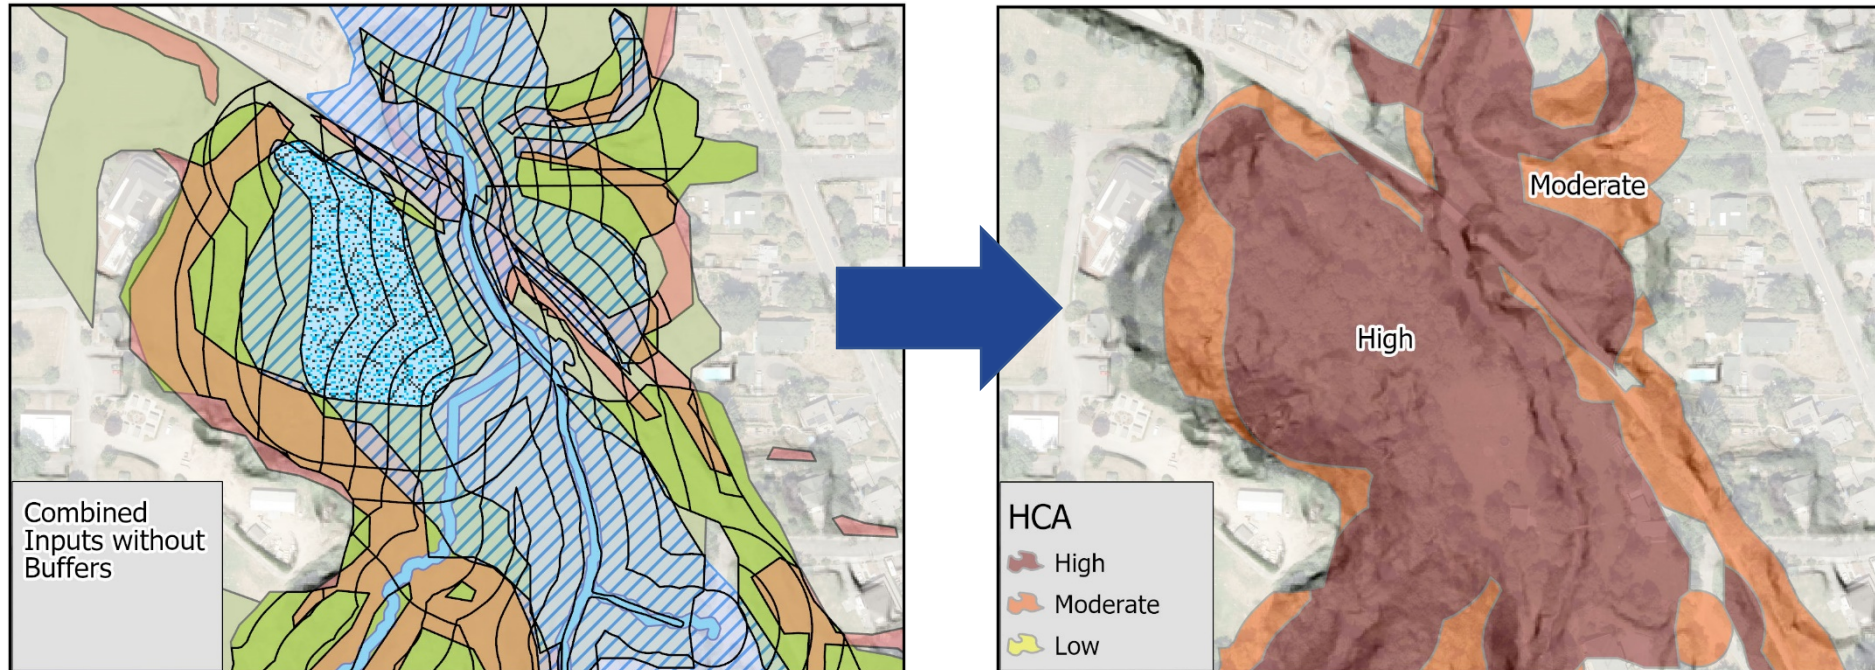 Combined
Inputs without
Buffers
Moderate
High
HCA
High
Moderate
Low